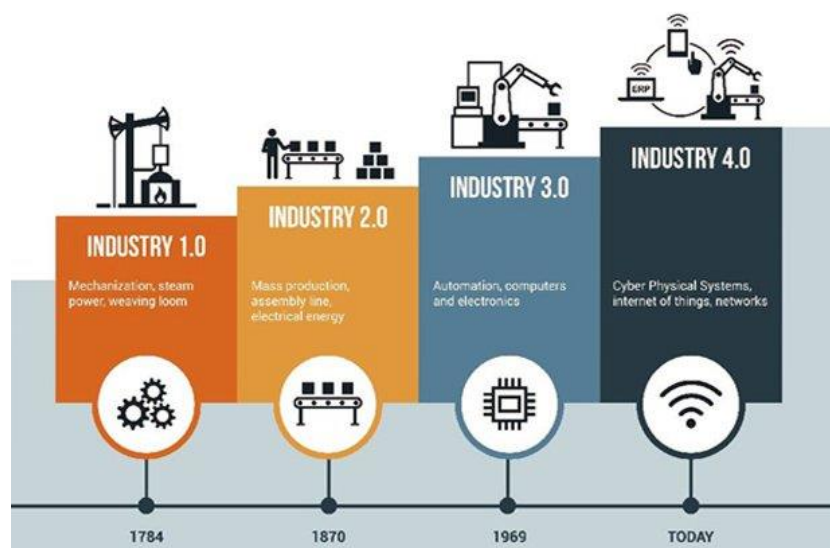 ERP
INDUSTRY 1.0
Mechanization, steam
power, weaving loom
INDUSTRY 2.0
Mass production,
assembly line,
electrical energy
INDUSTRY 3.0
Automation, computers
and electronics
INDUSTRY 4.0
Cyber Physical Systems,
internet of things, networks
1784
1870
1969
TODAY